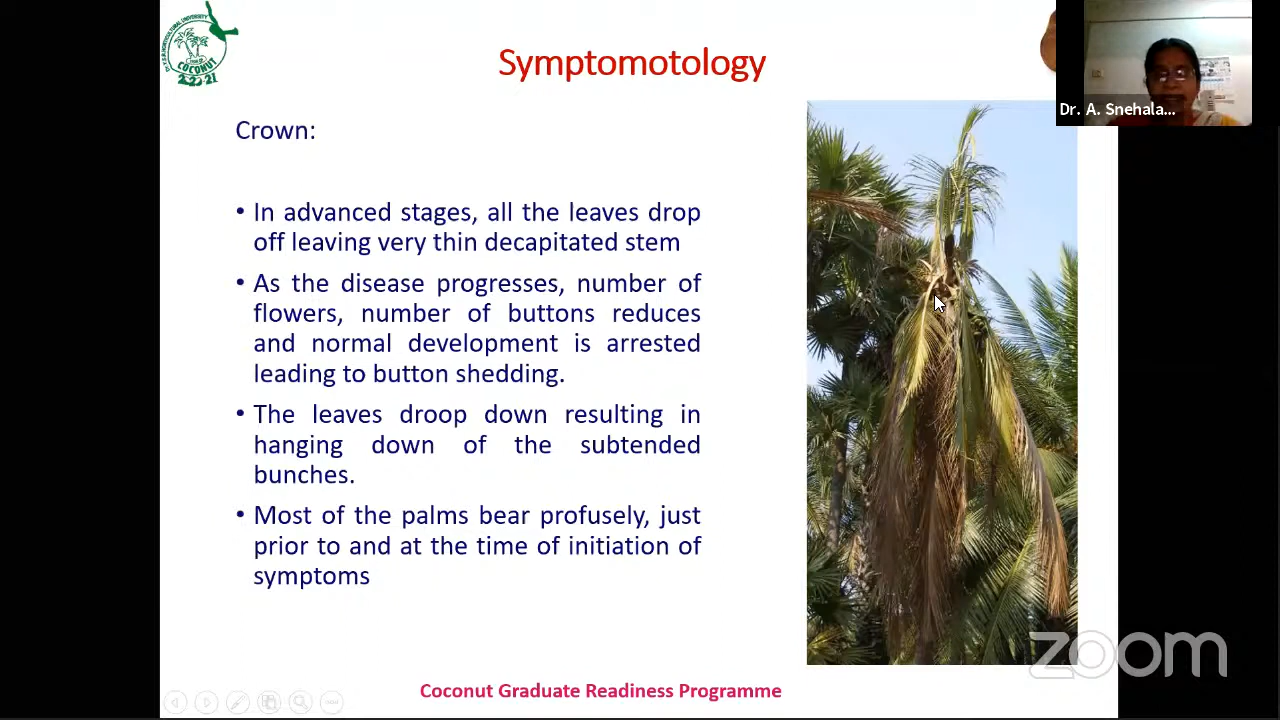 Symptomotology
Crown:
• In advanced stages, all the leaves drop
off leaving very thin decapitated stem
• As the disease progresses, number of
flowers, number of buttons reduces
and normal development is arrested
leading to button shedding.
• The leaves droop down resulting in
hanging down of the subtended
bunches.
• Most of the palms bear profusely, just
prior to and at the time of initiation of
symptoms
Coconut Graduate Readiness Programme
COCONUT
2020-21
Dr. A. Snehala...
zoom